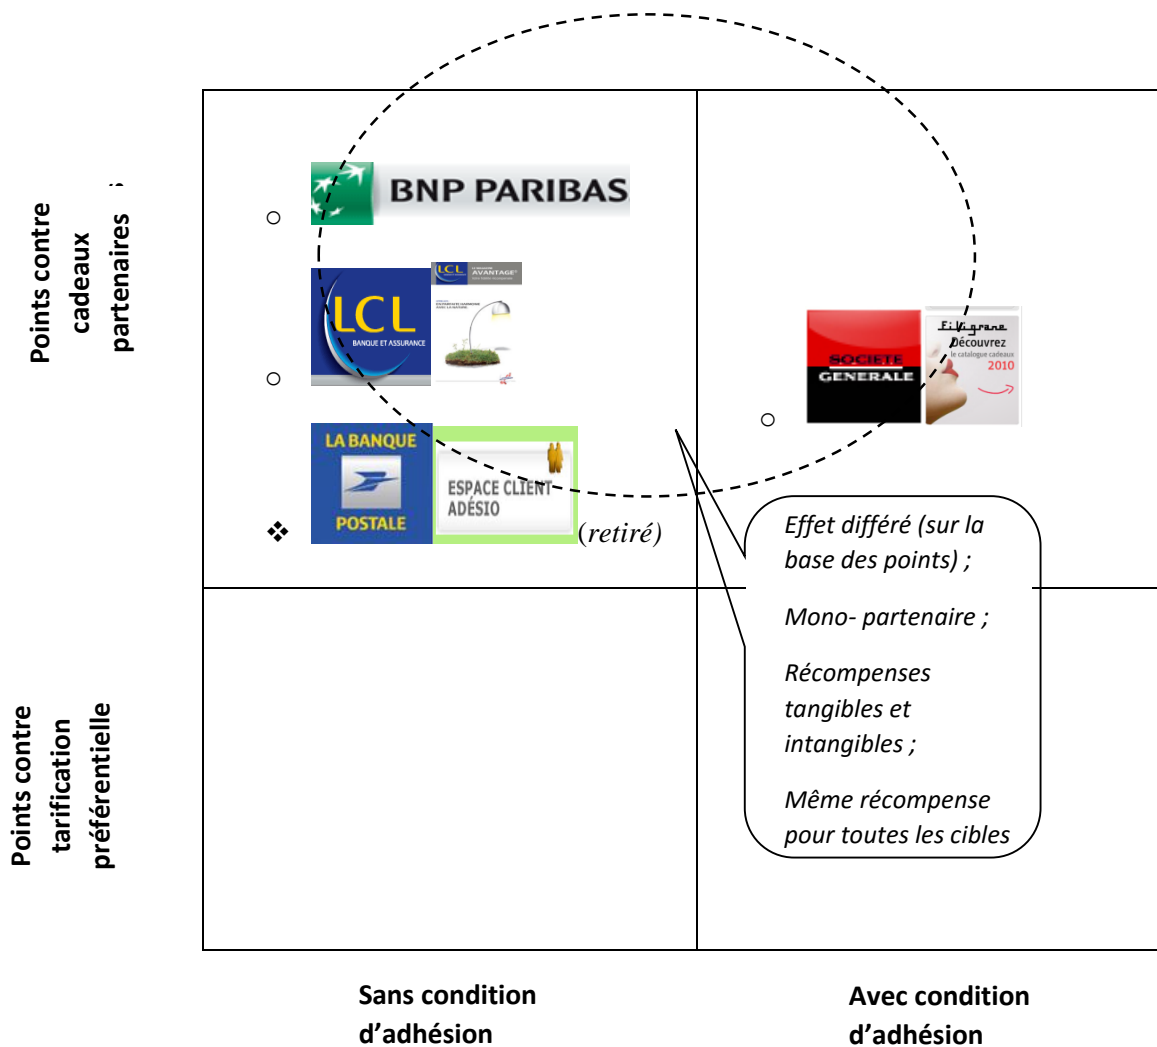 Points contre
cadeaux
partenaires
BNP PARIBAS
LCL
BANQUE ET ASSURANCE
LCL
AVANTAGE
LA BANQUE
POSTALE
ESPACE CLIENT
ADÉSIO
(retiré)
SOCIETE
GENERALE
Filigrane
Découvrez
le catalogue cadeaux
2010
Effet différé (sur la
base des points) ;
Mono- partenaire ;
Récompenses
tangibles et
intangibles ;
Même récompense
pour toutes les cibles
Points contre
tarification
préférentielle
Sans condition
d’adhésion
Avec condition
d’adhésion